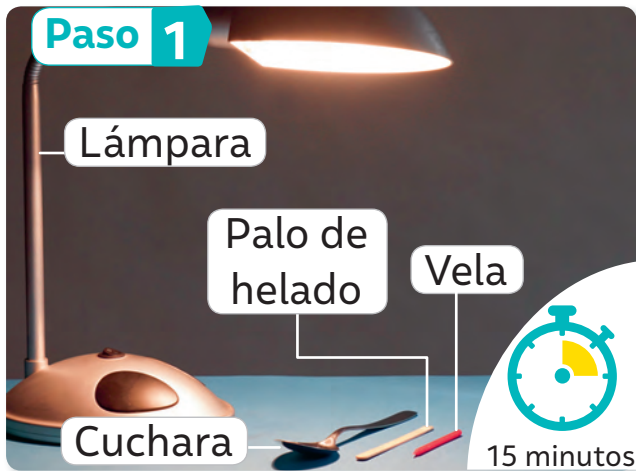 Paso 1
Lámpara
Palo de
helado
Vela
Cuchara
15 minutos